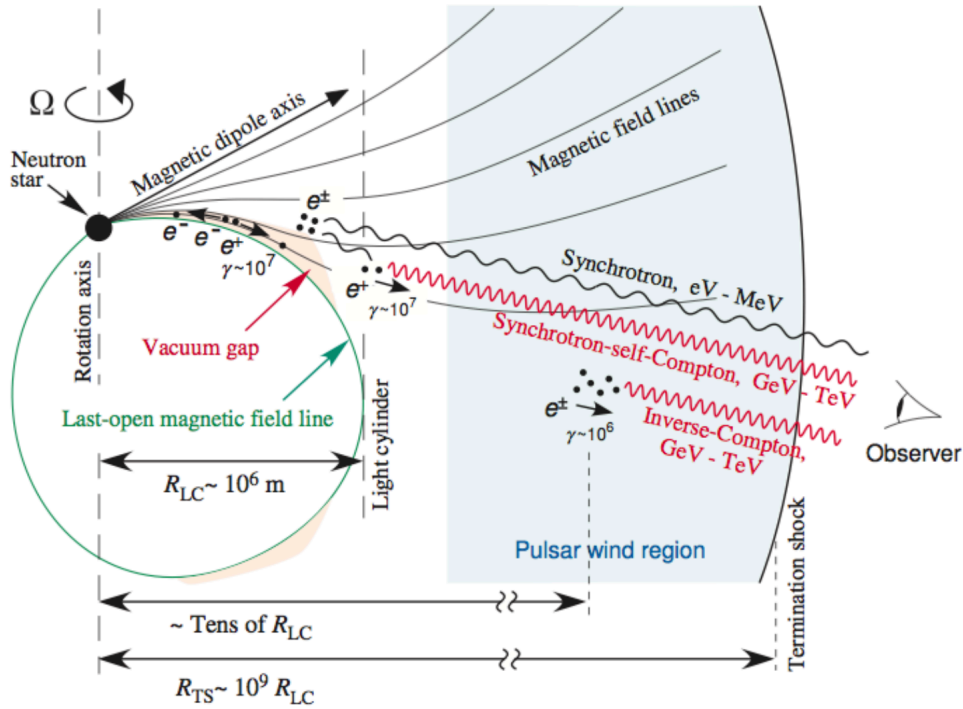 Ω
Magnetic dipole axis
Magnetic field lines
Neutron
star
e±
e⁻ e⁻ e⁺
γ~10⁷
e⁺
γ~10⁷
Synchrotron, eV - MeV
Synchrotron-self-Compton, GeV - TeV
Rotation axis
Vacuum gap
Last-open magnetic field line
Light cylinder
e±
γ~10⁶
Inverse-Compton,
GeV - TeV
Observer
R_LC ~ 10⁶ m
Pulsar wind region
Termination shock
~ Tens of R_LC
R_TS ~ 10⁹ R_LC